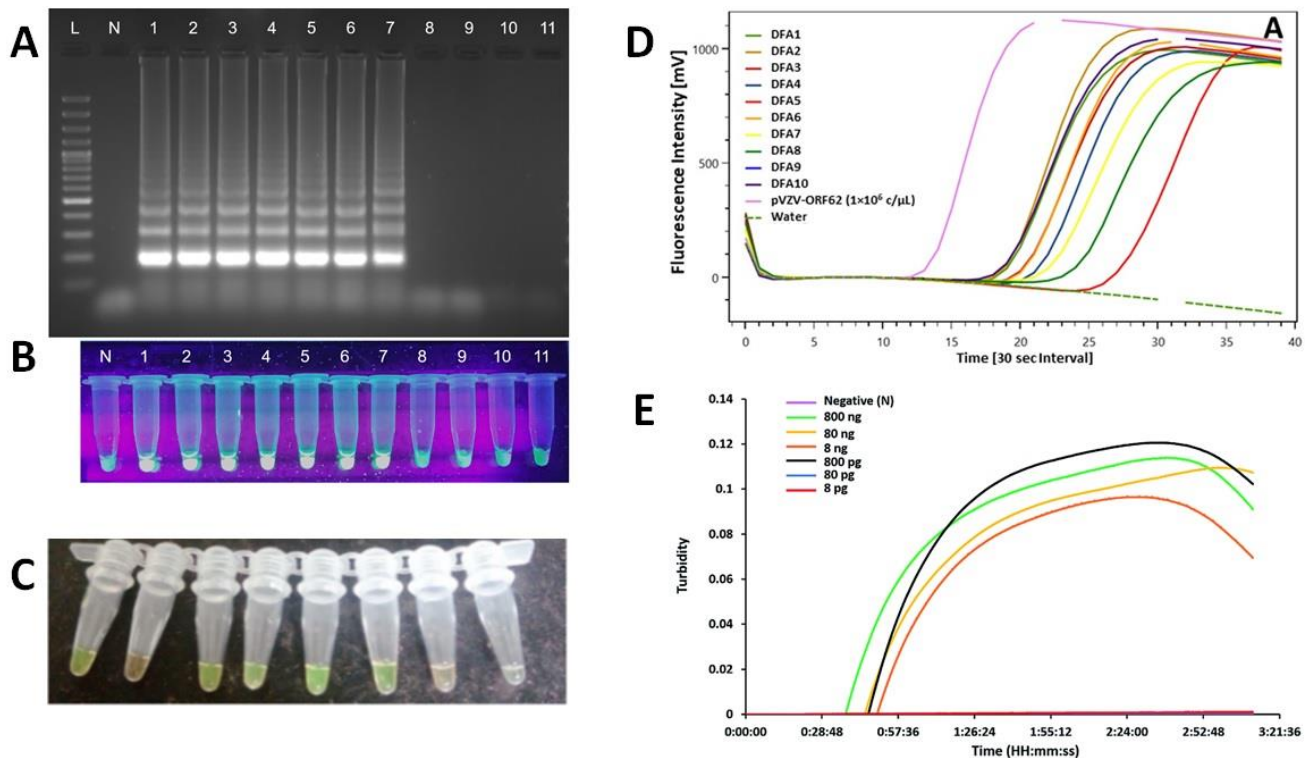 A
L N 1 2 3 4 5 6 7 8 9 10 11
B
N 1 2 3 4 5 6 7 8 9 10 11
C
D
A
Fluorescence Intensity [mV]
1000
500
0
DFA1
DFA2
DFA3
DFA4
DFA5
DFA6
DFA7
DFA8
DFA9
DFA10
pVZV-ORF62 (1×10⁶ c/µL)
Water
0 5 10 15 20 25 30 35 40
Time [30 sec Interval]
E
Turbidity
0.14
0.12
0.1
0.08
0.06
0.04
0.02
0
Negative (N)
800 ng
80 ng
8 ng
800 pg
80 pg
8 pg
0:00:00 0:28:48 0:57:36 1:26:24 1:55:12 2:24:00 2:52:48 3:21:36
Time (HH:mm:ss)